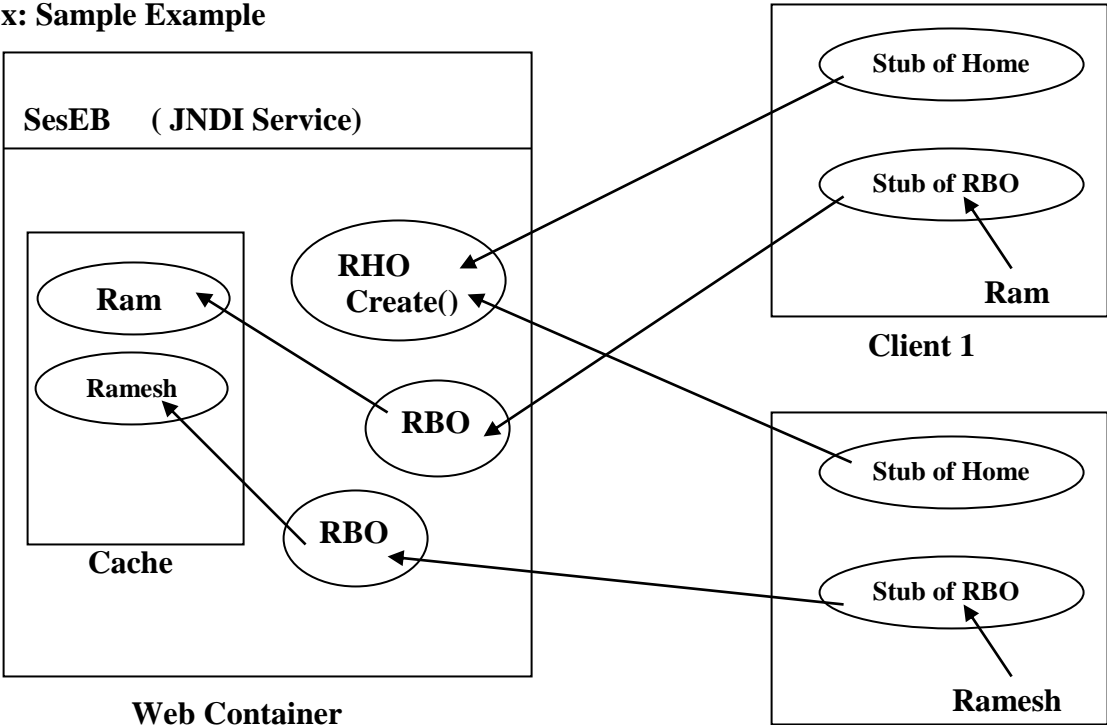 x: Sample Example
SesEB ( JNDI Service)
Ram
Ramesh
Cache
RHO
Create()
RBO
RBO
Web Container
Stub of Home
Stub of RBO
Ram
Client 1
Stub of Home
Stub of RBO
Ramesh